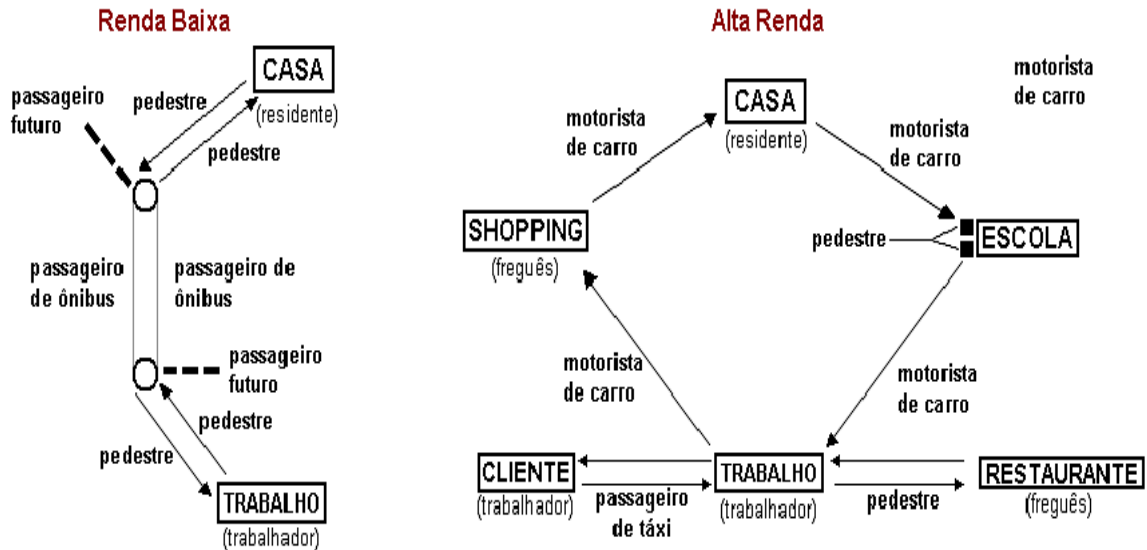 Renda Baixa
CASA
(residente)
passageiro
futuro
pedestre
pedestre
passageiro
de ônibus
passageiro de
ônibus
passageiro
futuro
pedestre
pedestre
TRABALHO
(trabalhador)
Alta Renda
motorista
de carro
CASA
(residente)
motorista
de carro
motorista
de carro
SHOPPING
(freguês)
pedestre
ESCOLA
motorista
de carro
motorista
de carro
CLIENTE
(trabalhador)
passageiro
de táxi
TRABALHO
(trabalhador)
pedestre
RESTAURANTE
(freguês)